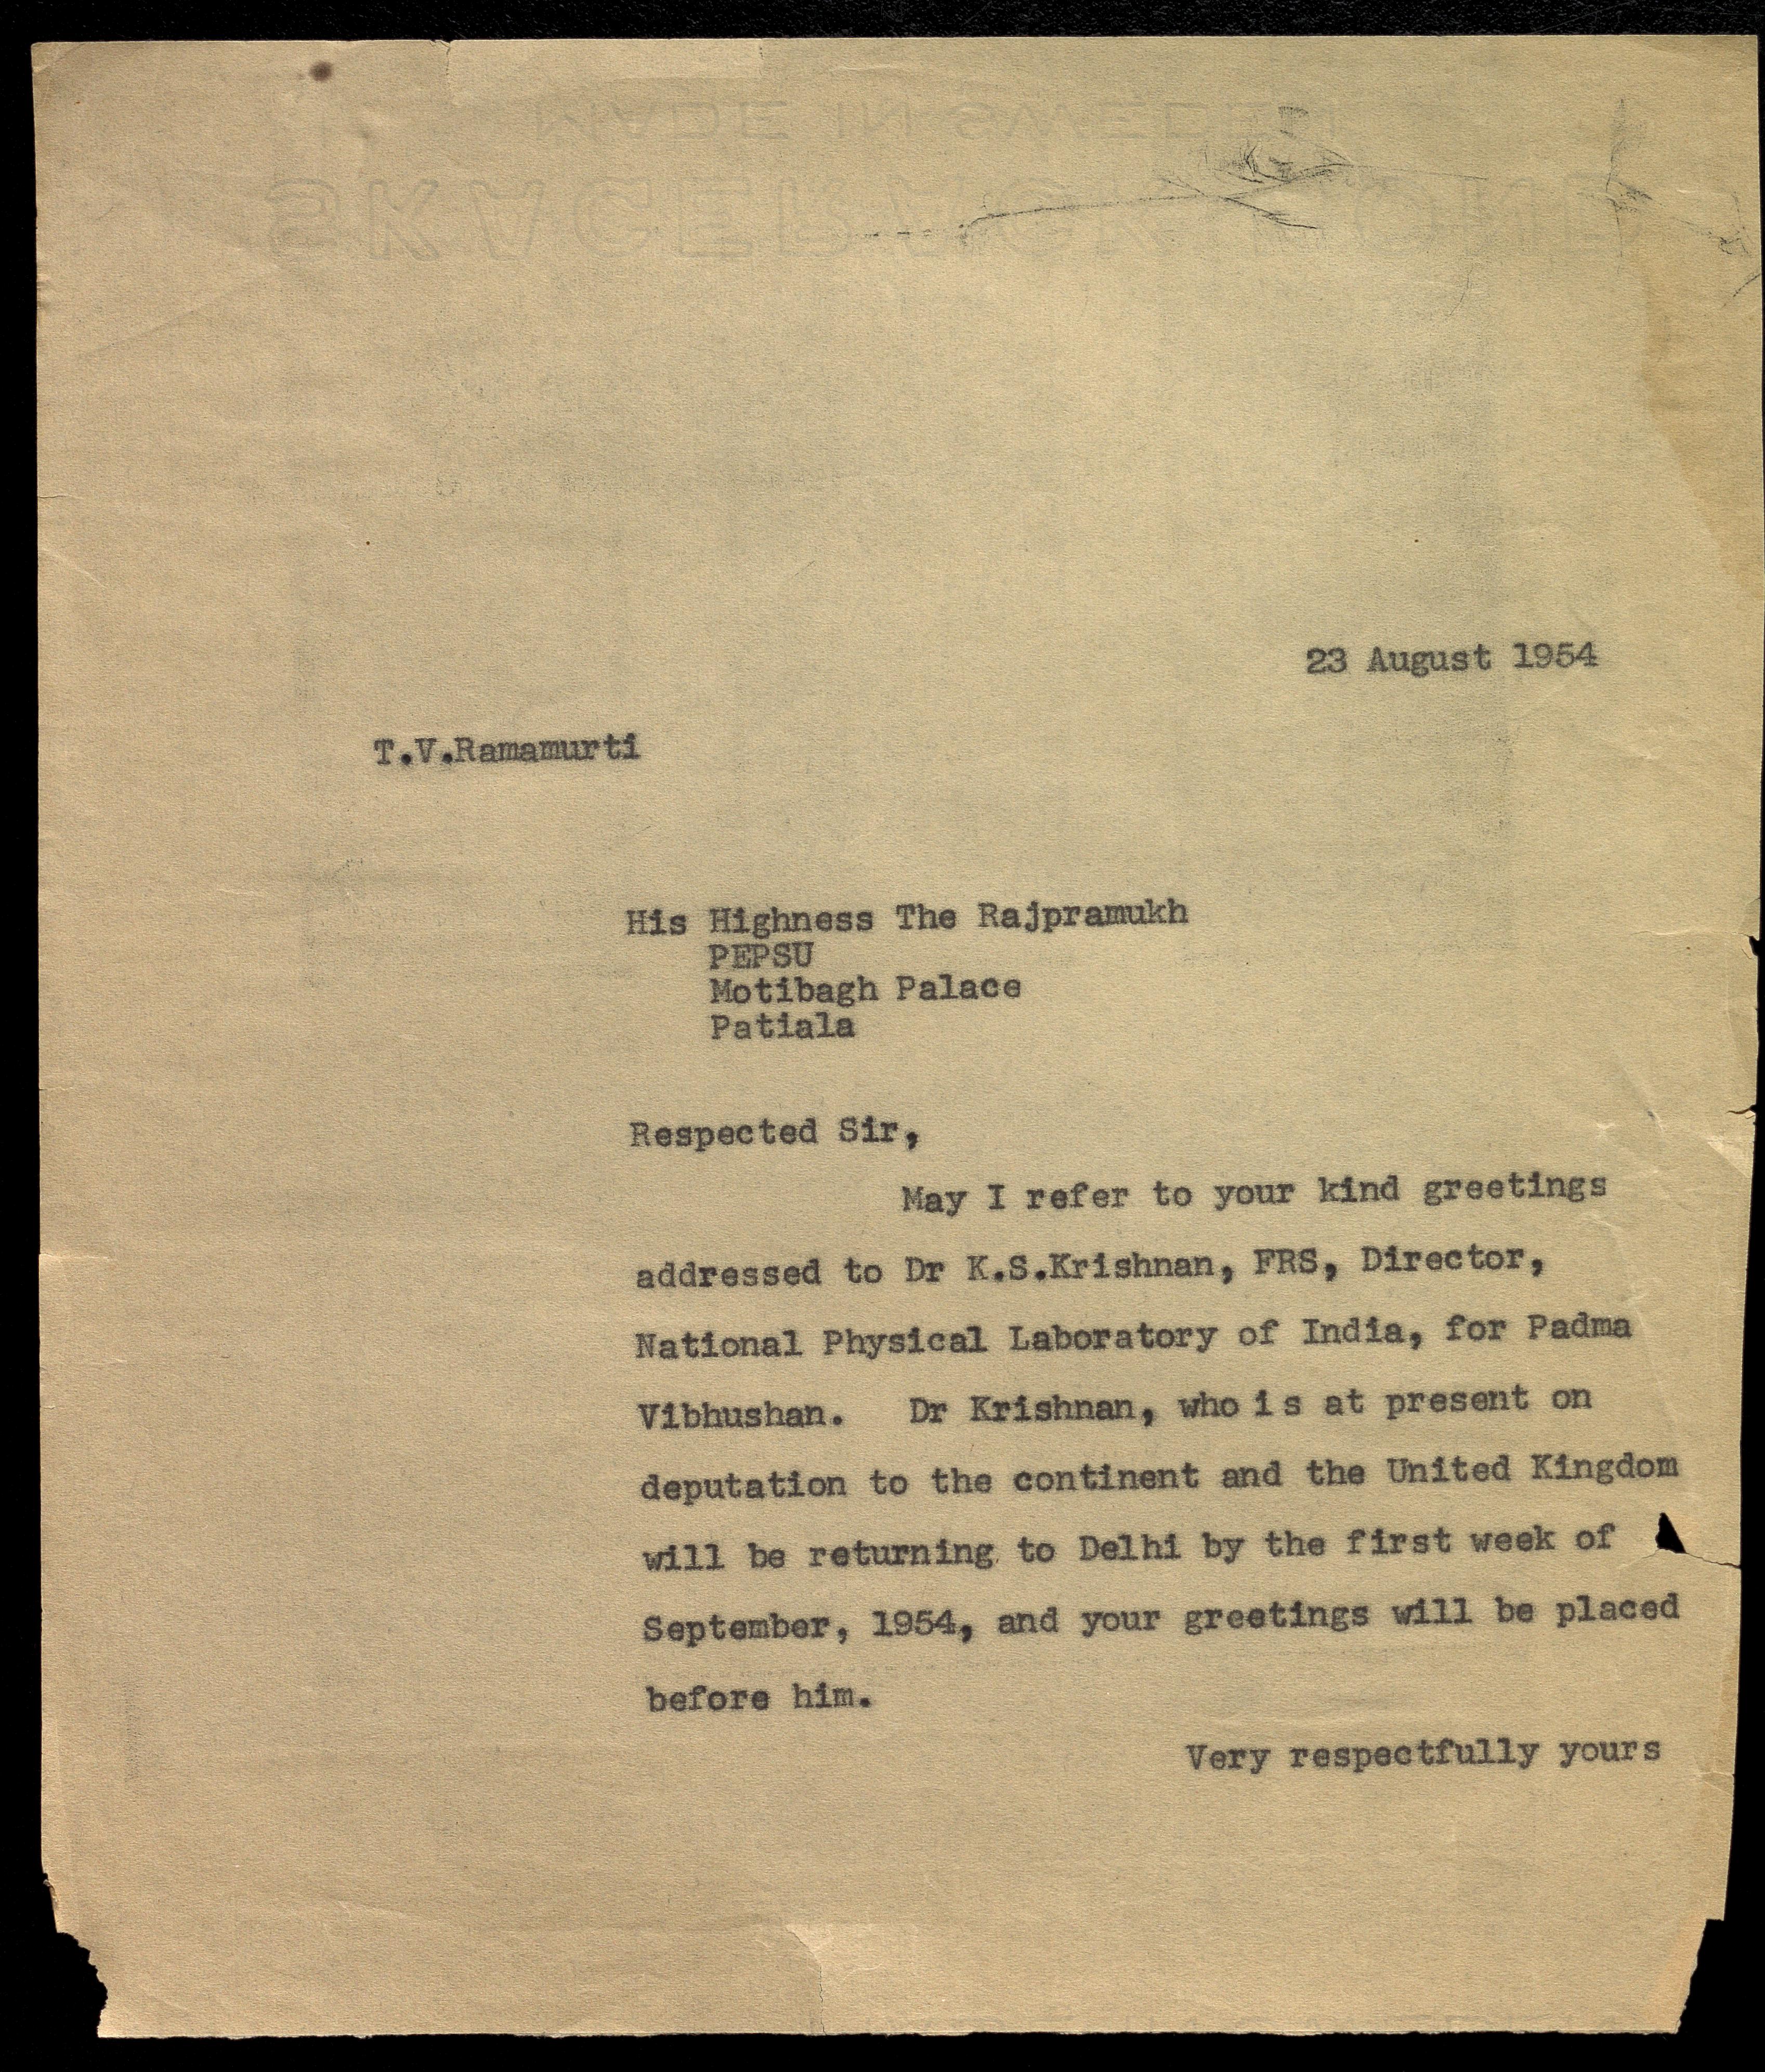 MADE IN SWEDEN
23 August 1954
T.V.Ramamurti
His Highness The Rajpramukh
PEPSU
Motibagh Palace
Patiala
Respected Sir,
May I refer to your kind greetings
addressed to Dr K.S.Krishnan, FRS, Director,
National Physical Laboratory of India, for Padma
Vibhushan. Dr Krishnan, who is at present on
deputation to the continent and the United Kingdom
will be returning to Delhi by the first week of
September, 1954, and your greetings will be placed
before him.
Very respectfully yours